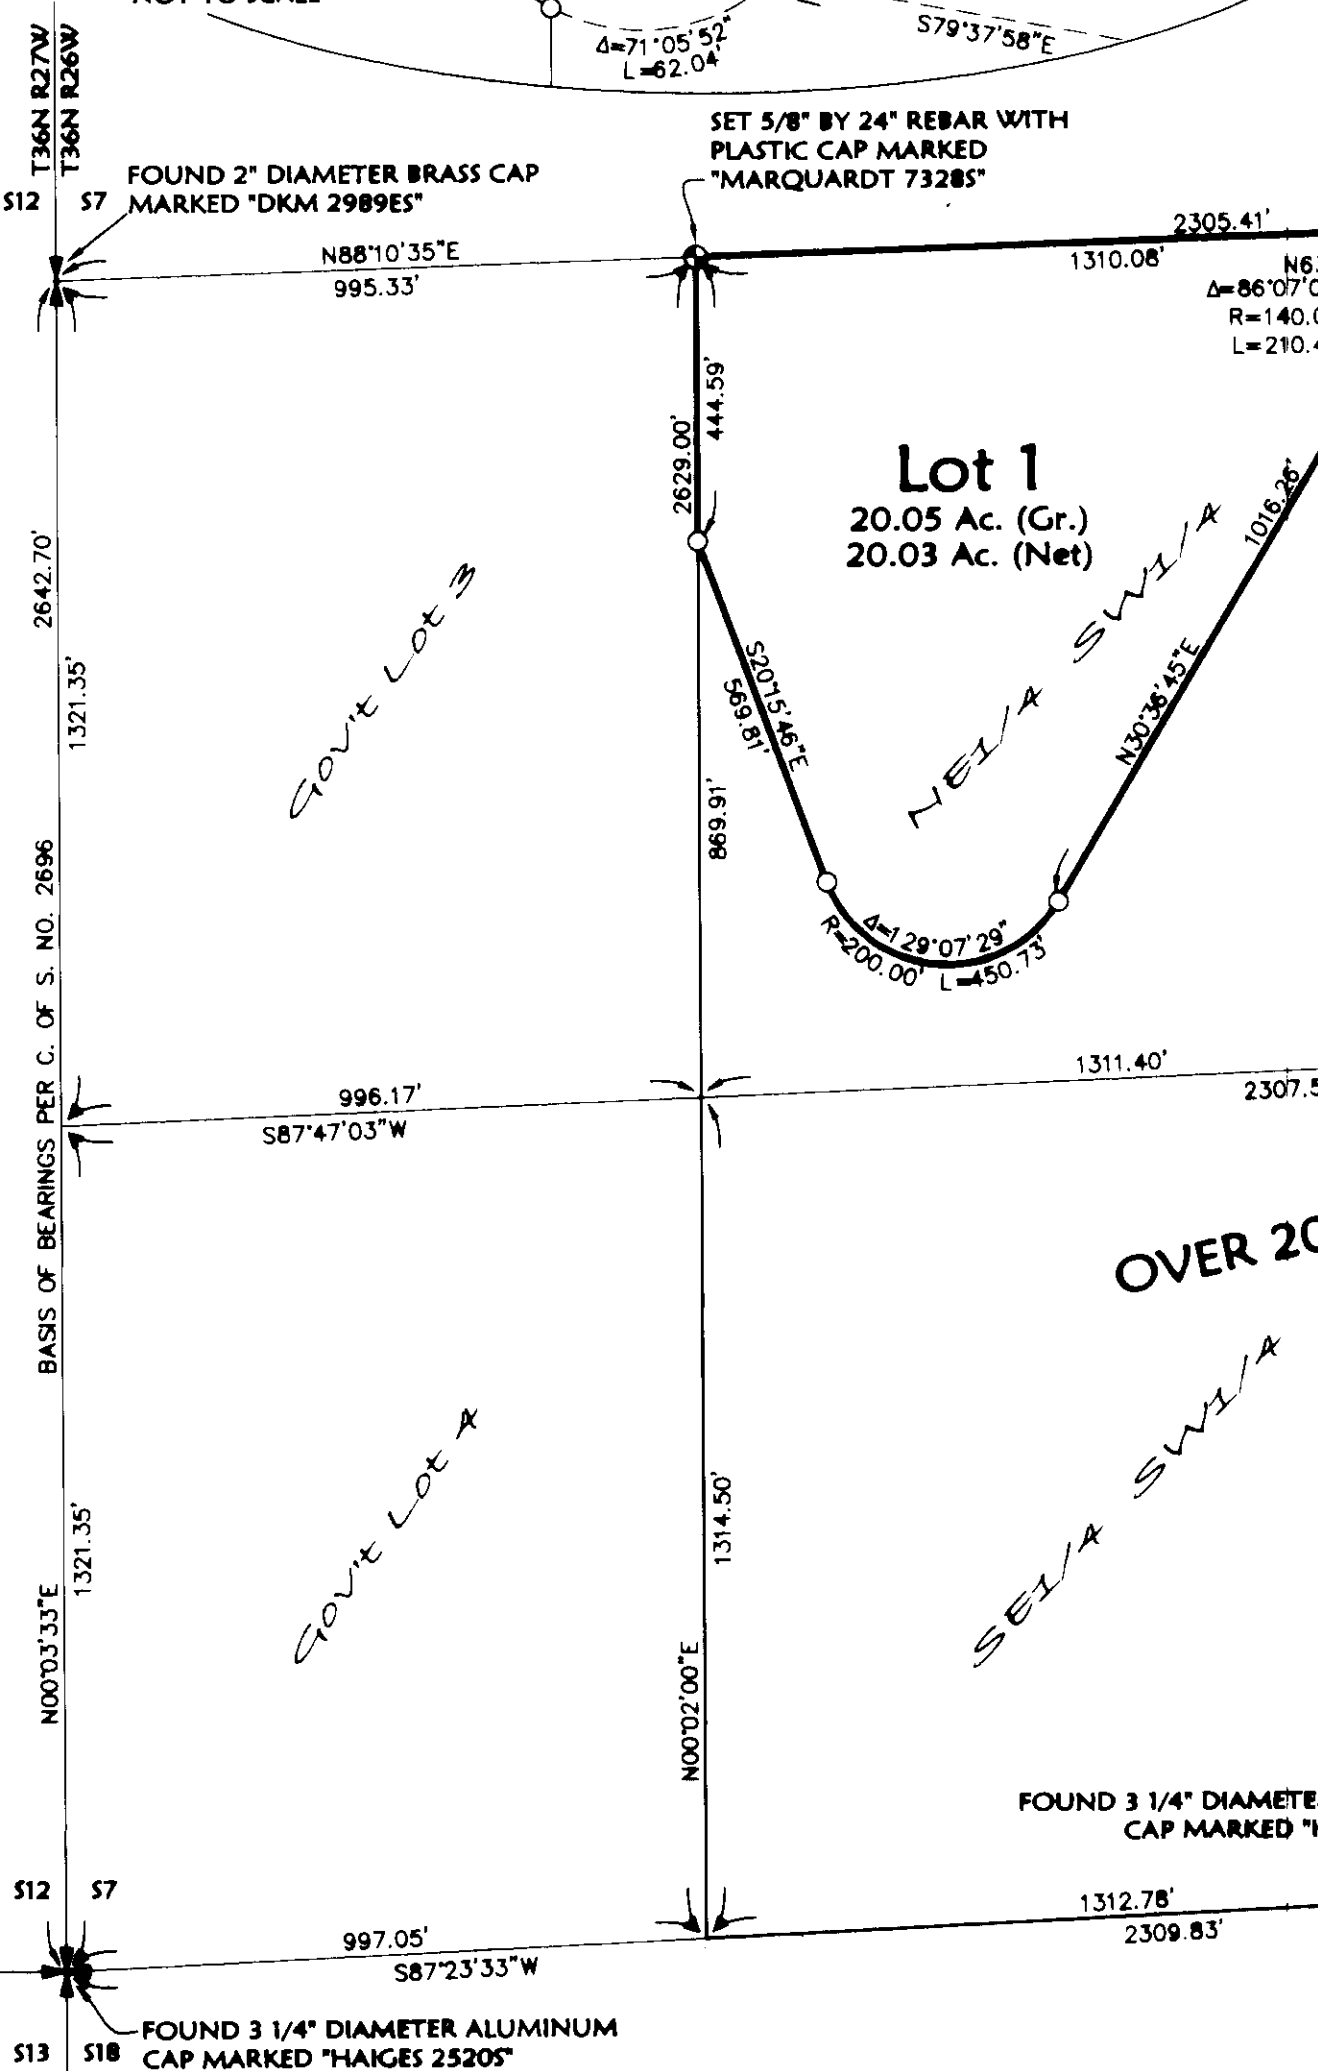 NOT TO SCALE
Δ=71°05'52"
L=62.04'
S79°37'58"E
T36N R27W
T36N R26W
SET 5/8" BY 24" REBAR WITH
PLASTIC CAP MARKED
"MARQUARDT 7328S"
FOUND 2" DIAMETER BRASS CAP
MARKED "DKM 2989ES"
S12 S7
N88°10'35"E
995.33'
2305.41'
1310.08'
N63
Δ=86°07'0
R=140.0
L=210.4
444.59'
2629.00'
Lot 1
20.05 Ac. (Gr.)
20.03 Ac. (Net)
1016.26'
N30°36'45"E
NE1/4 SW1/4
2642.70'
1321.35'
Gov't Lot 3
S20°15'46"E
569.81'
869.91'
Δ=129°07'29"
R=200.00' L=450.73'
BASIS OF BEARINGS PER C. OF S. NO. 2696
996.17'
S87°47'03"W
1311.40'
2307.5
OVER 20
SE1/4 SW1/4
Gov't Lot 4
1321.35'
1314.50'
N00°03'33"E
N00°02'00"E
FOUND 3 1/4" DIAMETE
CAP MARKED "H
S12 S7
997.05'
S87°23'33"W
1312.78'
2309.83'
FOUND 3 1/4" DIAMETER ALUMINUM
CAP MARKED "HAIGES 2520S"
S13 S18